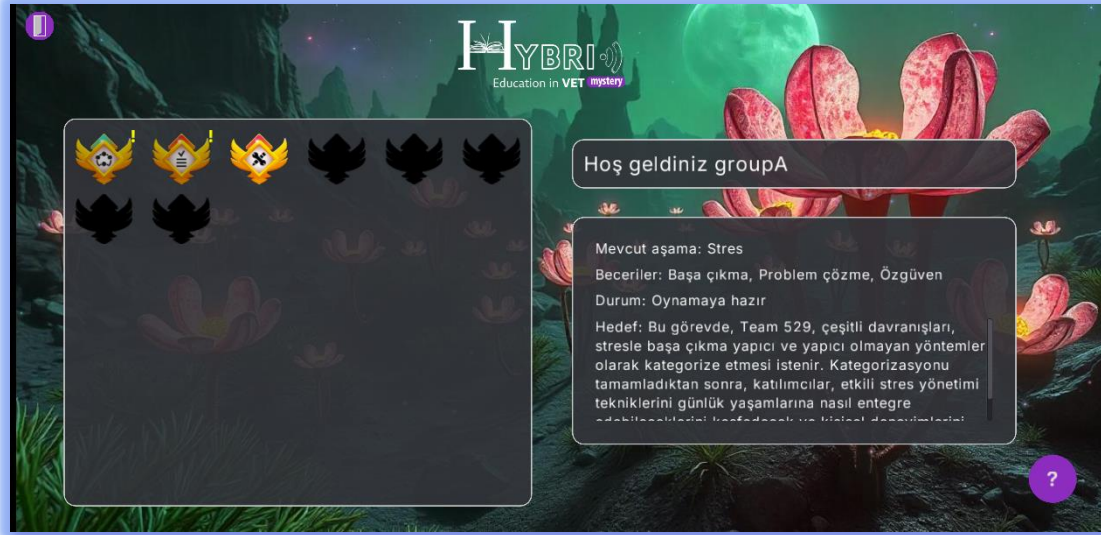 HYBRI
Education in VET mystery
! !
Hoş geldiniz groupA
Mevcut aşama: Stres
Beceriler: Başa çıkma, Problem çözme, Özgüven
Durum: Oynamaya hazır
Hedef: Bu görevde, Team 529, çeşitli davranışları,
stresle başa çıkma yapıcı ve yapıcı olmayan yöntemler
olarak kategorize etmesi istenir. Kategorizasyonu
tamamladıktan sonra, katılımcılar, etkili stres yönetimi
tekniklerini günlük yaşamlarına nasıl entegre
?